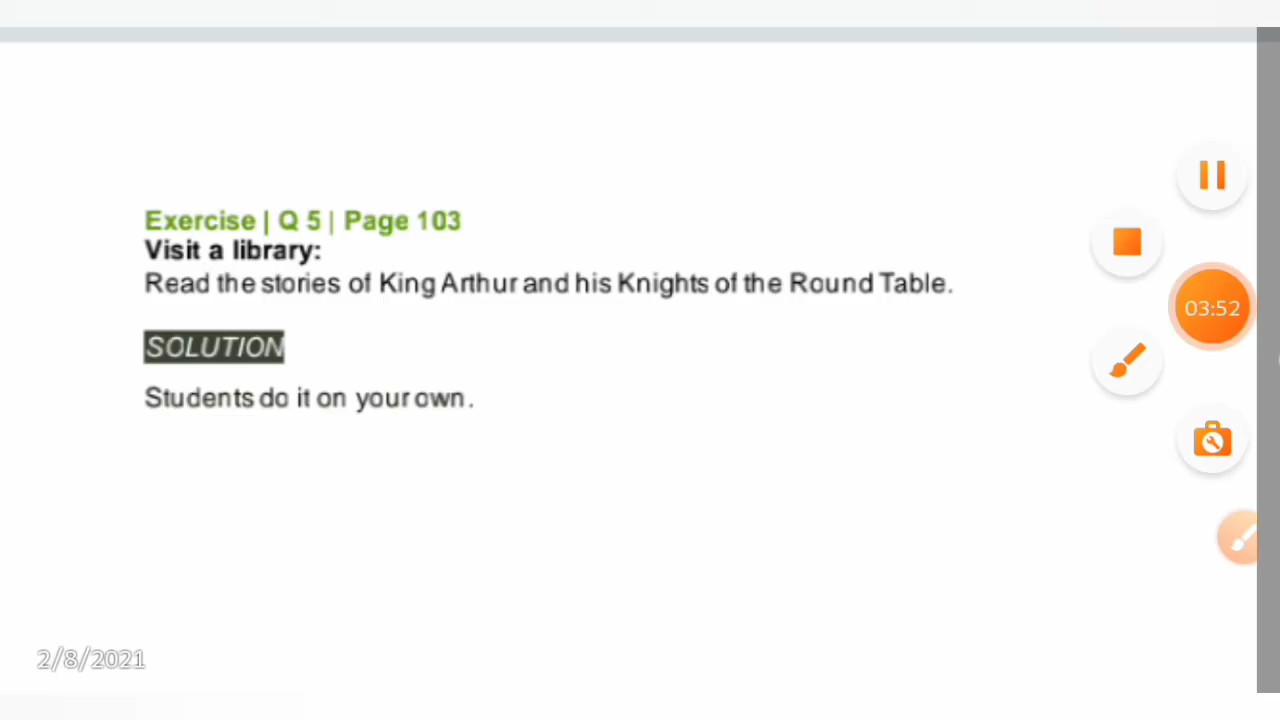 Exercise | Q 5 | Page 103
Visit a library:
Read the stories of King Arthur and his Knights of the Round Table.
SOLUTION
Students do it on your own.
03:52
2/8/2021